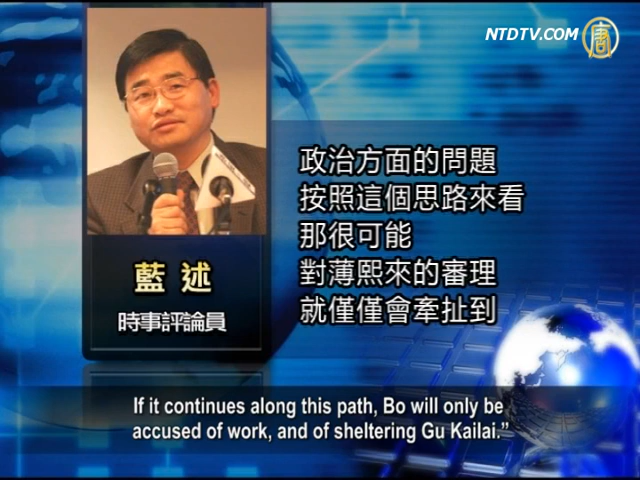 NTDTV.COM
唐
政治方面的問題
按照這個思路來看
那很可能
對薄熙來的審理
就僅僅會牽扯到
藍述
時事評論員
If it continues along this path, Bo will only be
accused of work, and of sheltering Gu Kailai.”